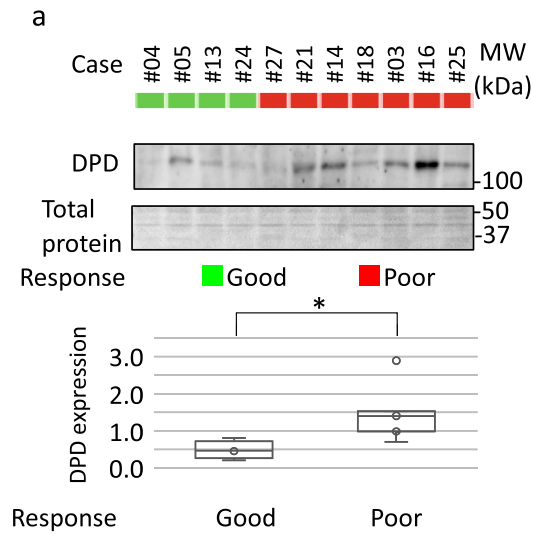 a
Case #04 #05 #13 #24 #27 #21 #14 #18 #03 #16 #25 MW
(kDa)
DPD
-100
Total
protein
-50
-37
Response Good Poor
*
DPD expression
3.0
2.0
1.0
0.0
Response Good Poor